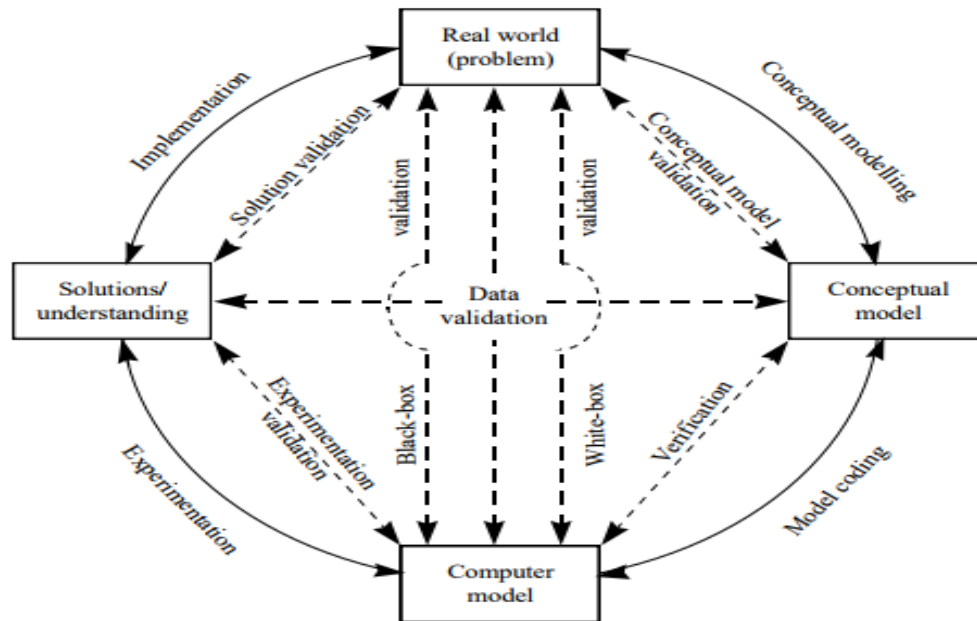 Real world
(problem)
Implementation
Solution validation
validation
validation
Conceptual model
validation
Conceptual modelling
Solutions/
understanding
Data
validation
Conceptual
model
Experimentation
Experimentation
validation
Black-box
White-box
Verification
Model coding
Computer
model